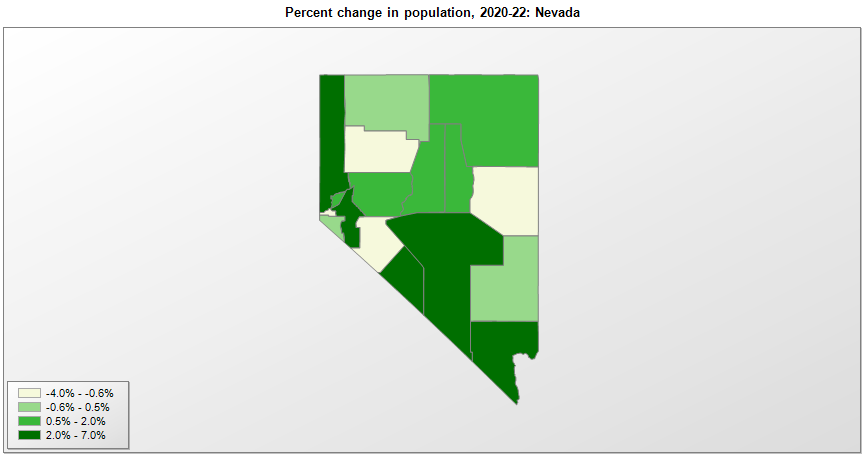 Percent change in population, 2020-22: Nevada
-4.0% - -0.6%
-0.6% - 0.5%
0.5% - 2.0%
2.0% - 7.0%